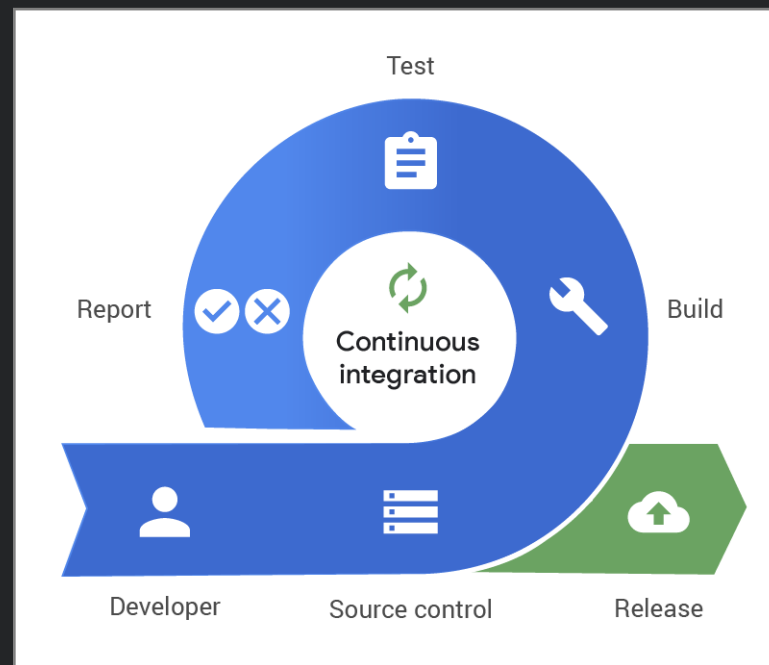 Test
Report
Build
Continuous
integration
Developer
Source control
Release